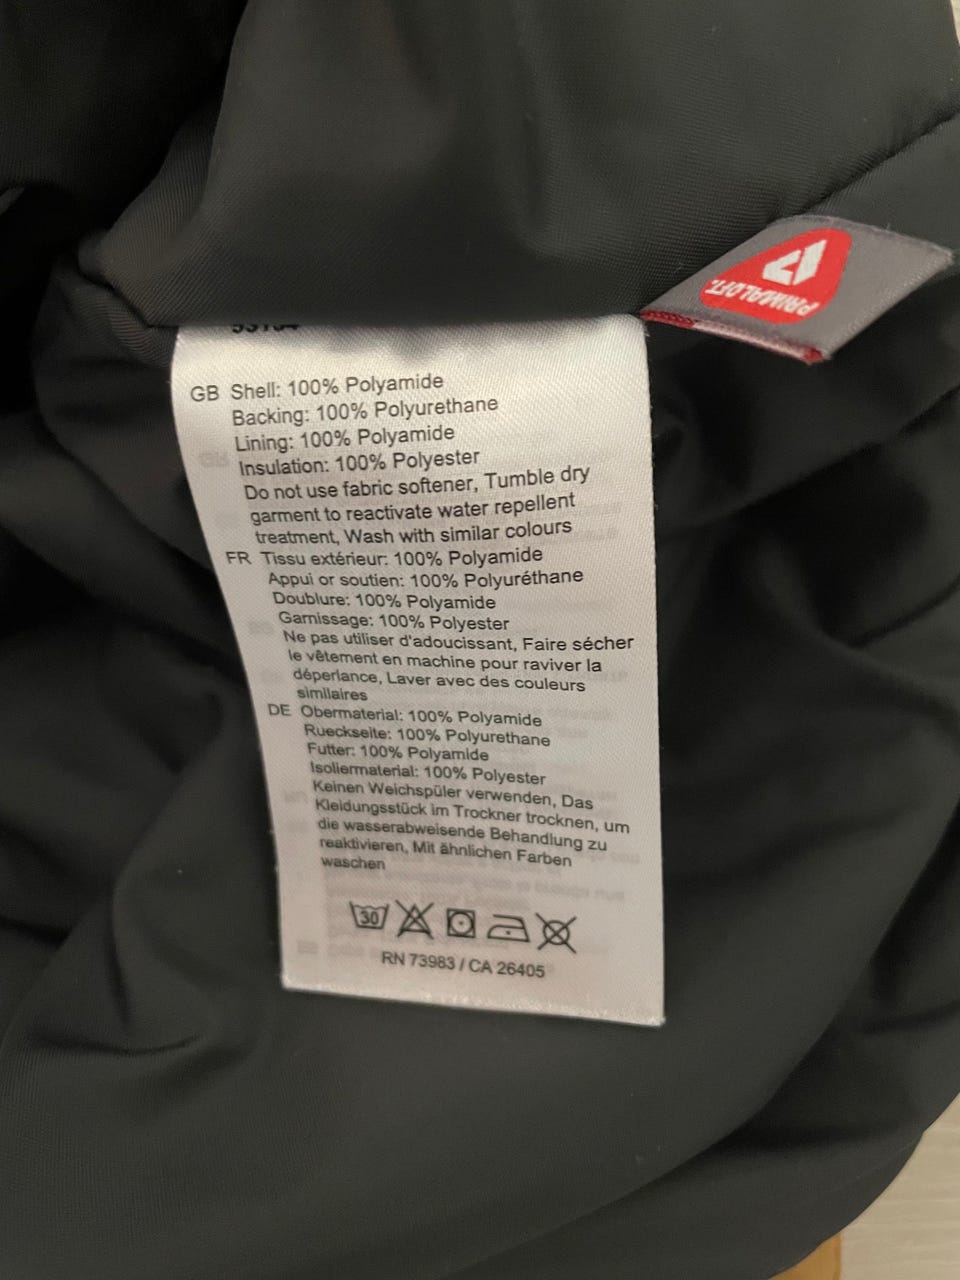 PRIMALOFT.
GB Shell: 100% Polyamide
Backing: 100% Polyurethane
Lining: 100% Polyamide
Insulation: 100% Polyester
Do not use fabric softener, Tumble dry
garment to reactivate water repellent
treatment, Wash with similar colours
FR Tissu extérieur: 100% Polyamide
Appui or soutien: 100% Polyuréthane
Doublure: 100% Polyamide
Garnissage: 100% Polyester
Ne pas utiliser d'adoucissant, Faire sécher
le vêtement en machine pour raviver la
déperlance, Laver avec des couleurs
similaires
DE Obermaterial: 100% Polyamide
Rueckseite: 100% Polyurethane
Futter: 100% Polyamide
Isoliermaterial: 100% Polyester
Keinen Weichspüler verwenden, Das
Kleidungsstück im Trockner trocknen, um
die wasserabweisende Behandlung zu
reaktivieren, Mit ähnlichen Farben
waschen
30
RN 73983 / CA 26405